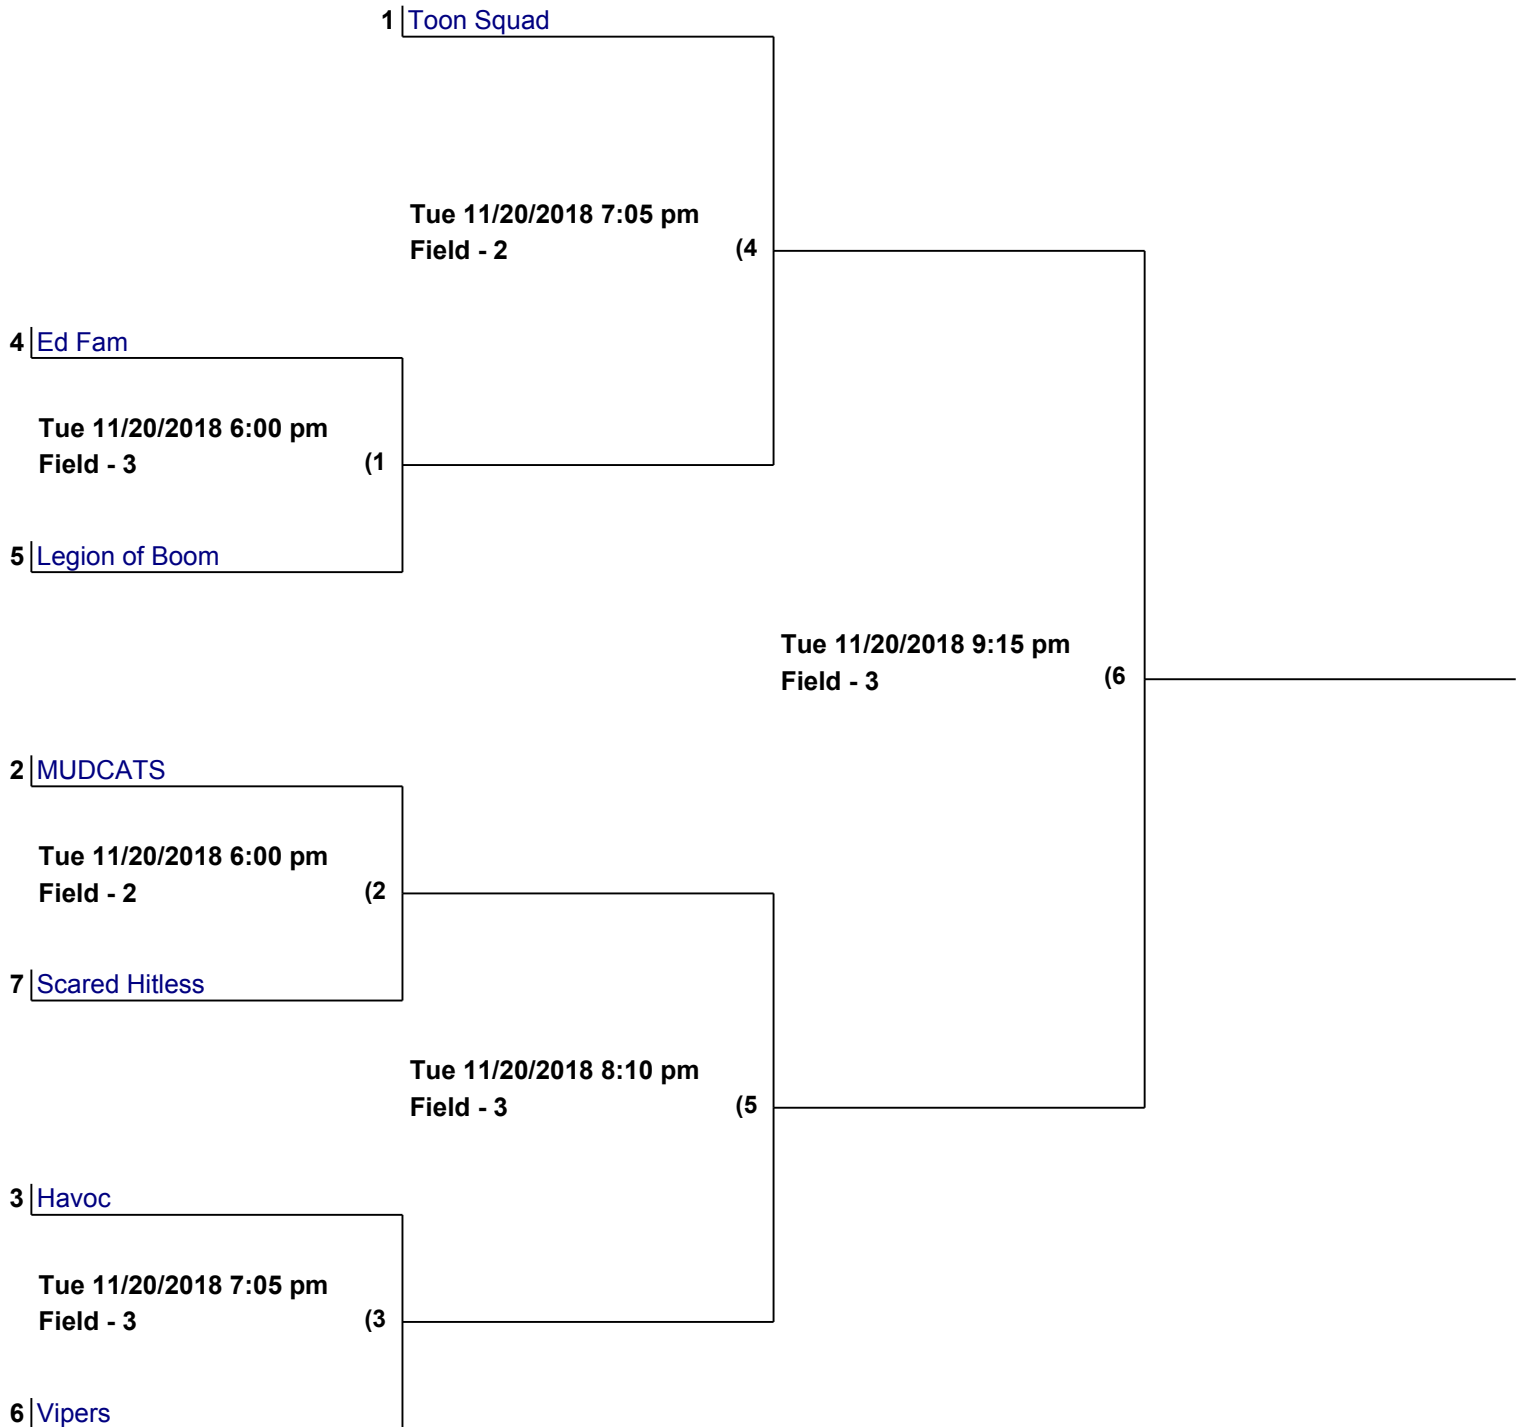 1 Toon Squad
Tue 11/20/2018 7:05 pm
Field - 2 (4
4 Ed Fam
Tue 11/20/2018 6:00 pm
Field - 3 (1
5 Legion of Boom
Tue 11/20/2018 9:15 pm
Field - 3 (6
2 MUDCATS
Tue 11/20/2018 6:00 pm
Field - 2 (2
7 Scared Hitless
Tue 11/20/2018 8:10 pm
Field - 3 (5
3 Havoc
Tue 11/20/2018 7:05 pm
Field - 3 (3
6 Vipers